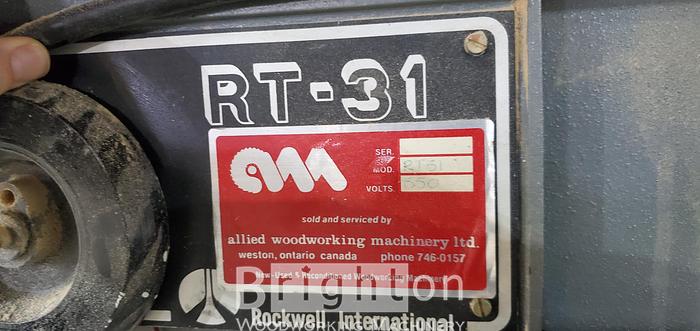 RT-31
SER.
MOD. RT31
VOLTS. 550
sold and serviced by
allied woodworking machinery ltd.
weston, ontario canada phone 746-0157
New-Used & Reconditioned Woodworking Machinery
Brighton
Rockwell International
WOODWORKING MACHINERY